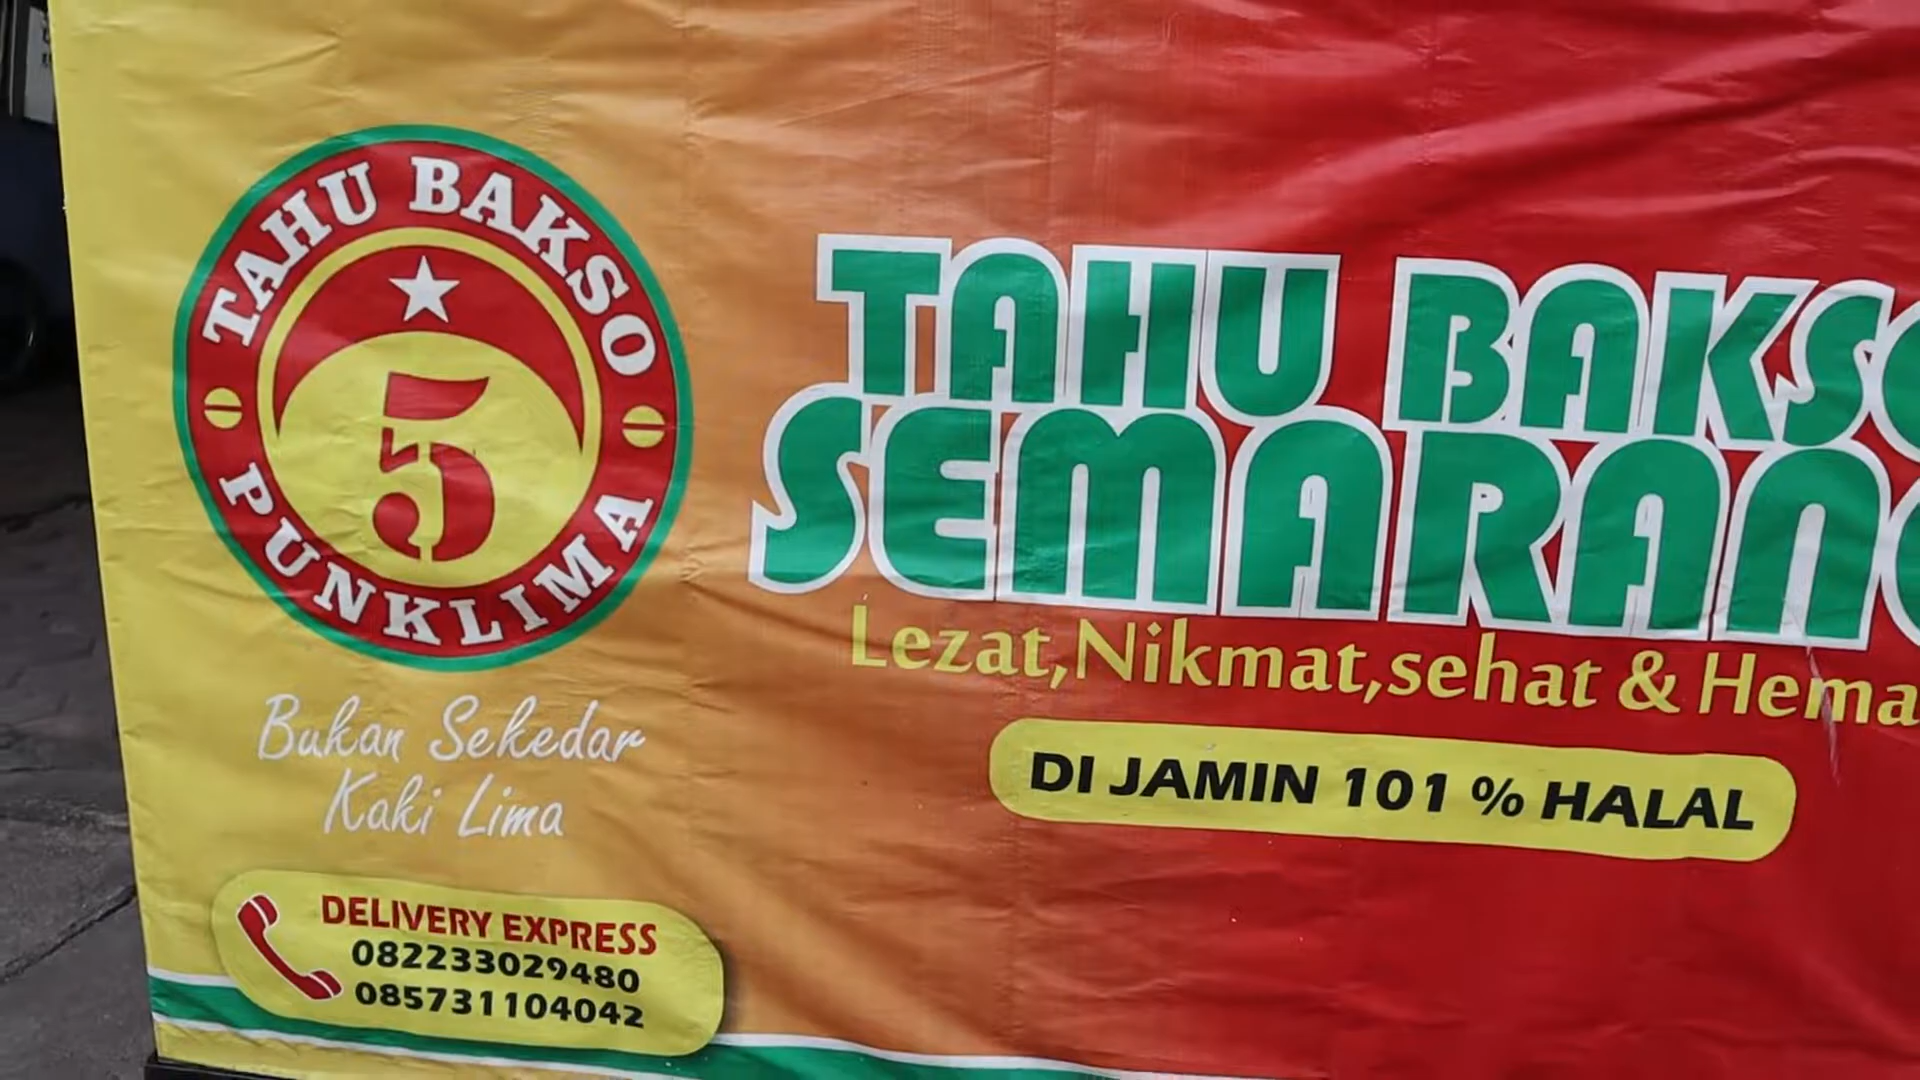 TAHU BAKSO
5
PUNKLIMA
Bukan Sekedar
Kaki Lima
DELIVERY EXPRESS
082233029480
085731104042
TAHU BAKSO
SEMARANG
Lezat,Nikmat,sehat & Hema
DI JAMIN 101 % HALAL